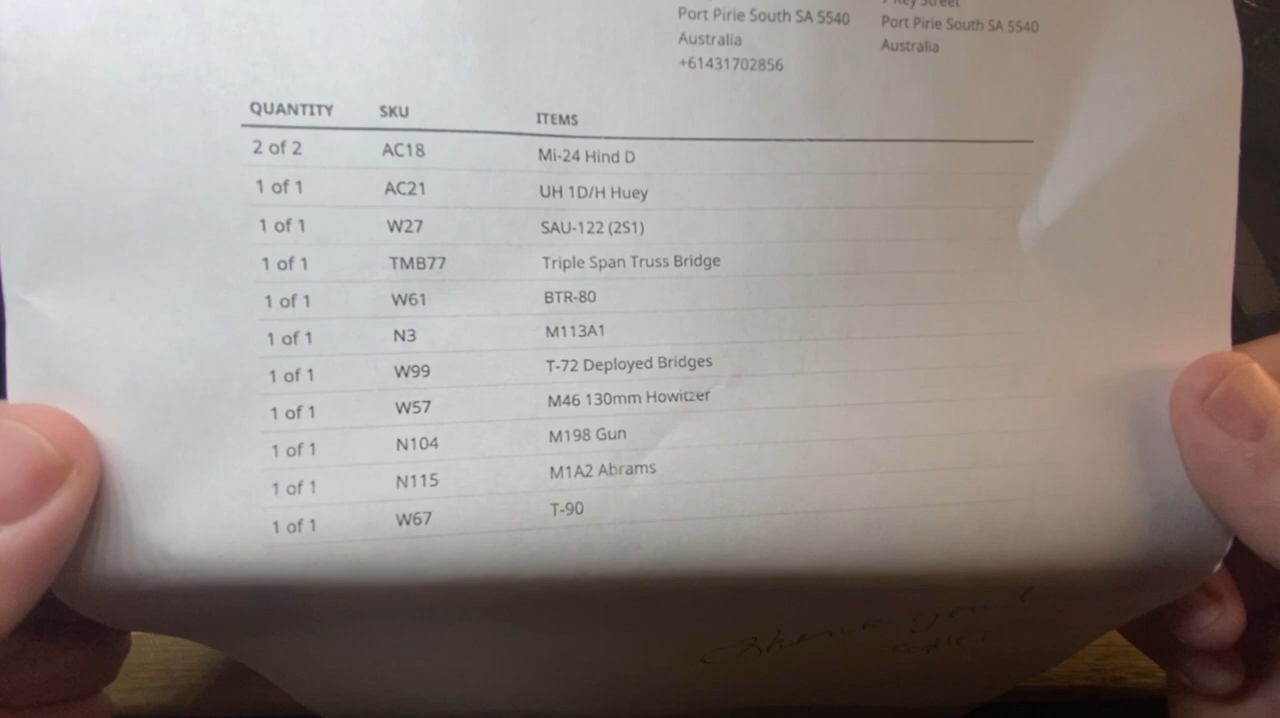 Key Street
Port Pirie South SA 5540 Port Pirie South SA 5540
Australia Australia
+61431702856
QUANTITY SKU ITEMS
2 of 2 AC18 Mi-24 Hind D
1 of 1 AC21 UH 1D/H Huey
1 of 1 W27 SAU-122 (2S1)
1 of 1 TMB77 Triple Span Truss Bridge
1 of 1 W61 BTR-80
1 of 1 N3 M113A1
1 of 1 W99 T-72 Deployed Bridges
1 of 1 W57 M46 130mm Howitzer
1 of 1 N104 M198 Gun
1 of 1 N115 M1A2 Abrams
1 of 1 W67 T-90
Thank you !